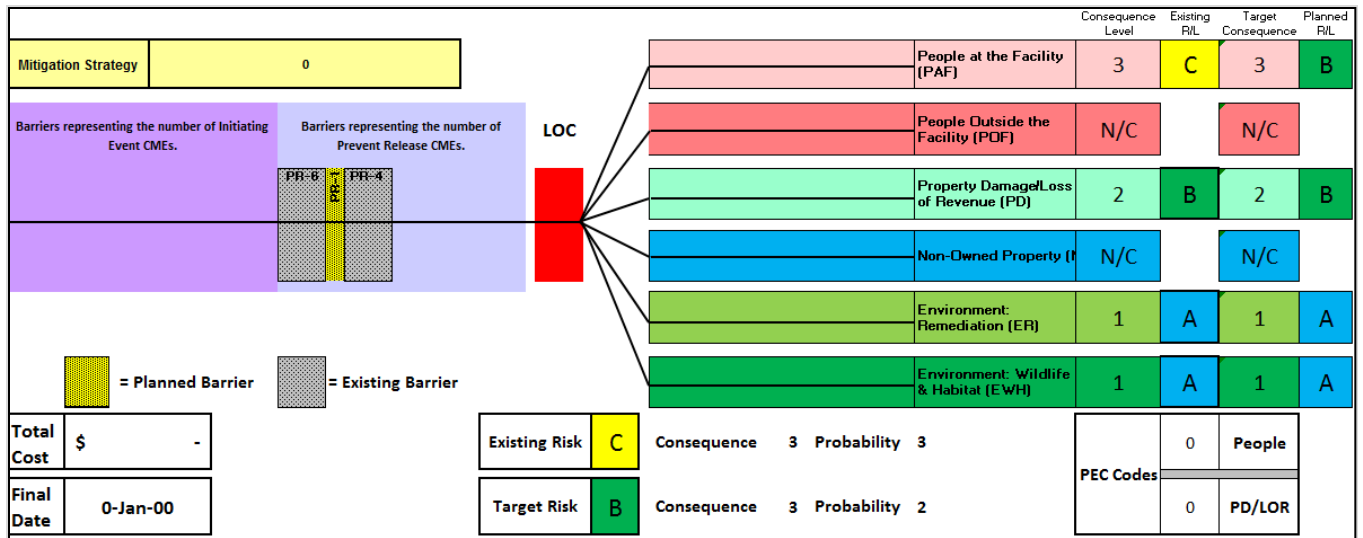 Consequence Level Existing R/L Target Consequence Planned R/L
Mitigation Strategy 0
People at the Facility (PAF) 3 C 3 B
Barriers representing the number of Initiating Event CMEs.
Barriers representing the number of Prevent Release CMEs.
LOC
People Outside the Facility (POF) N/C N/C
PR-6 PR-1 PR-4
Property Damage/Loss of Revenue (PD) 2 B 2 B
Non-Owned Property (N N/C N/C
Environment: Remediation (ER) 1 A 1 A
Environment: Wildlife & Habitat (EWH) 1 A 1 A
= Planned Barrier = Existing Barrier
Total Cost $ -
Existing Risk C Consequence 3 Probability 3
PEC Codes 0 People
Final Date 0-Jan-00
Target Risk B Consequence 3 Probability 2
0 PD/LOR